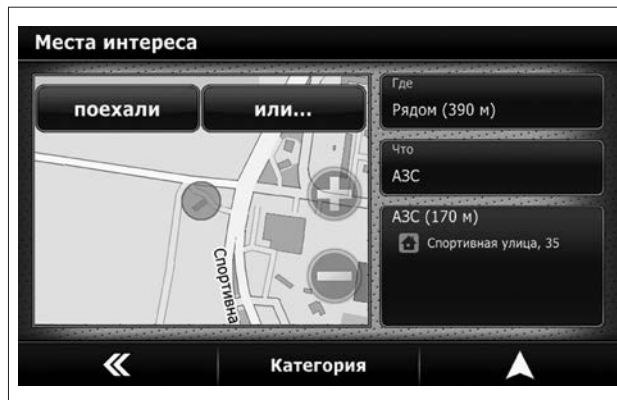 Места интереса
поехали
или...
Спортивна
Где
Рядом (390 м)
Что
АЗС
АЗС (170 м)
Спортивная улица, 35
Категория